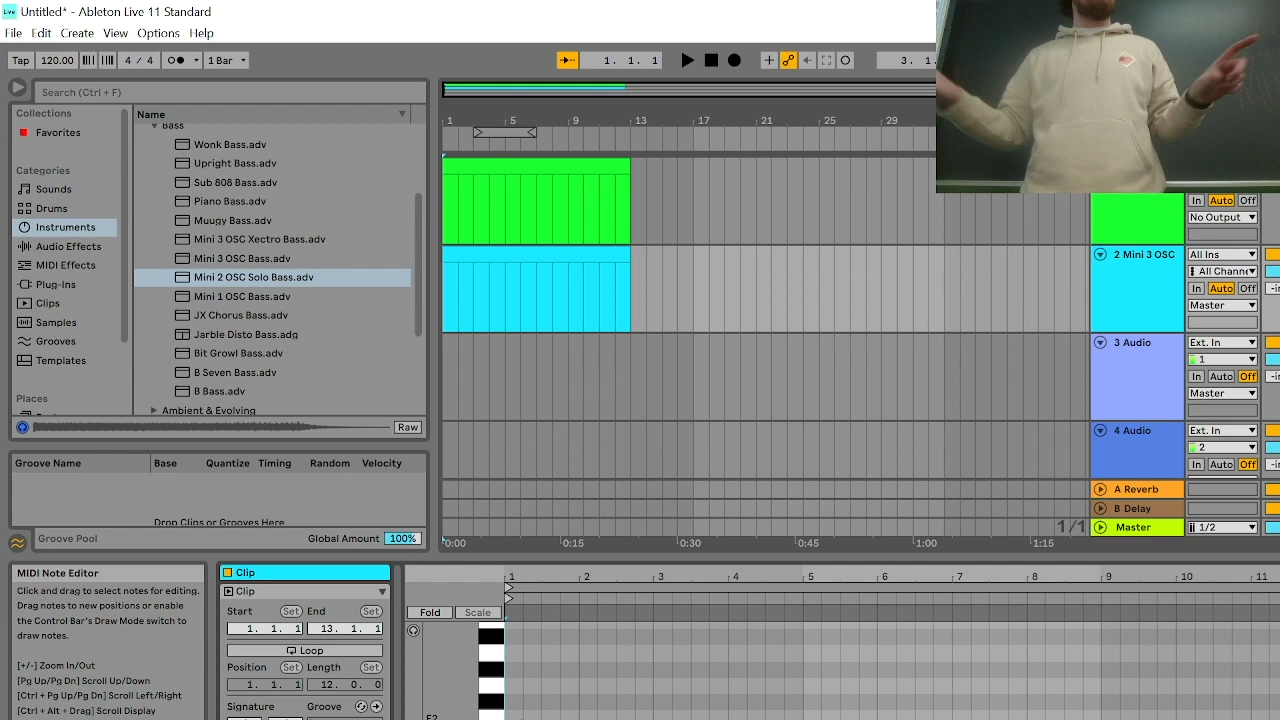 Live Untitled* - Ableton Live 11 Standard
File Edit Create View Options Help
Tap 120.00 4 / 4 1 Bar 1. 1. 1 3. 1.
Search (Ctrl + F)
Collections
Favorites
Categories
Sounds
Drums
Instruments
Audio Effects
MIDI Effects
Plug-Ins
Clips
Samples
Grooves
Templates
Places
Name
Bass
Wonk Bass.adv
Upright Bass.adv
Sub 808 Bass.adv
Piano Bass.adv
Muugy Bass.adv
Mini 3 OSC Xectro Bass.adv
Mini 3 OSC Bass.adv
Mini 2 OSC Solo Bass.adv
Mini 1 OSC Bass.adv
JX Chorus Bass.adv
Jarble Disto Bass.adg
Bit Growl Bass.adv
B Seven Bass.adv
B Bass.adv
Ambient & Evolving
Raw
Groove Name Base Quantize Timing Random Velocity
Drop Clips or Grooves Here
Groove Pool Global Amount 100%
1 5 9 13 17 21 25 29
In Auto Off
No Output
2 Mini 3 OSC All Ins
All Channe
In Auto Off
Master
3 Audio Ext. In
1
In Auto Off
Master
4 Audio Ext. In
2
In Auto Off
A Reverb
B Delay
1/1 Master 1/2
0:00 0:15 0:30 0:45 1:00 1:15
MIDI Note Editor
Click and drag to select notes for editing.
Drag notes to new positions or enable
the Control Bar's Draw Mode switch to
draw notes.
[+/-] Zoom In/Out
[Pg Up/Pg Dn] Scroll Up/Down
[Ctrl + Pg Up/Pg Dn] Scroll Left/Right
[Ctrl + Alt + Drag] Scroll Display
Clip
Clip
Start Set End Set
1. 1. 1 13. 1. 1
Loop
Position Set Length Set
1. 1. 1 12. 0. 0
Signature Groove
1 2 3 4 5 6 7 8 9 10 11
Fold Scale